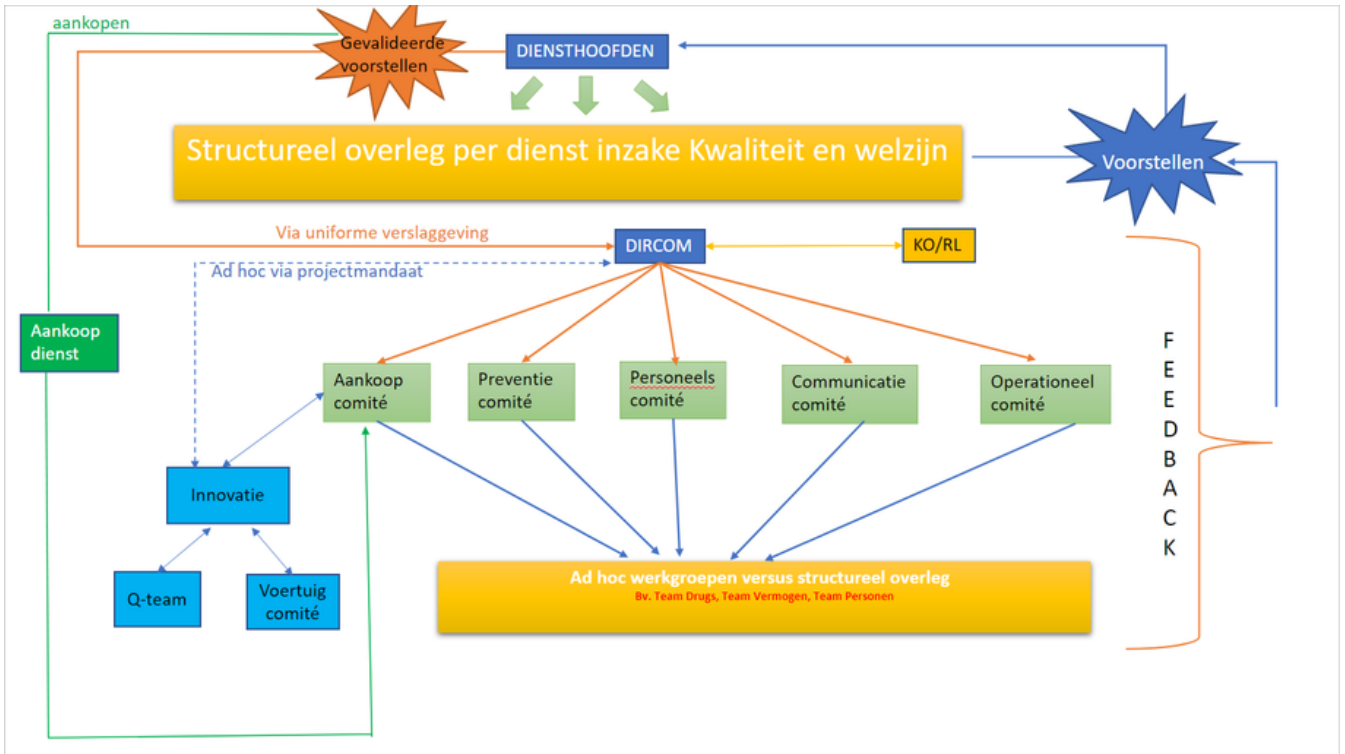 aankopen
Gevalideerde
voorstellen
DIENSTHOOFDEN
Structureel overleg per dienst inzake Kwaliteit en welzijn
Voorstellen
Via uniforme verslaggeving
DIRCOM
KO/RL
Ad hoc via projectmandaat
Aankoop
dienst
Aankoop
comité
Preventie
comité
Personeels
comité
Communicatie
comité
Operationeel
comité
F
E
E
D
B
A
C
K
Innovatie
Q-team
Voertuig
comité
Ad hoc werkgroepen versus structureel overleg
Bv. Team Drugs, Team Vermogen, Team Personen